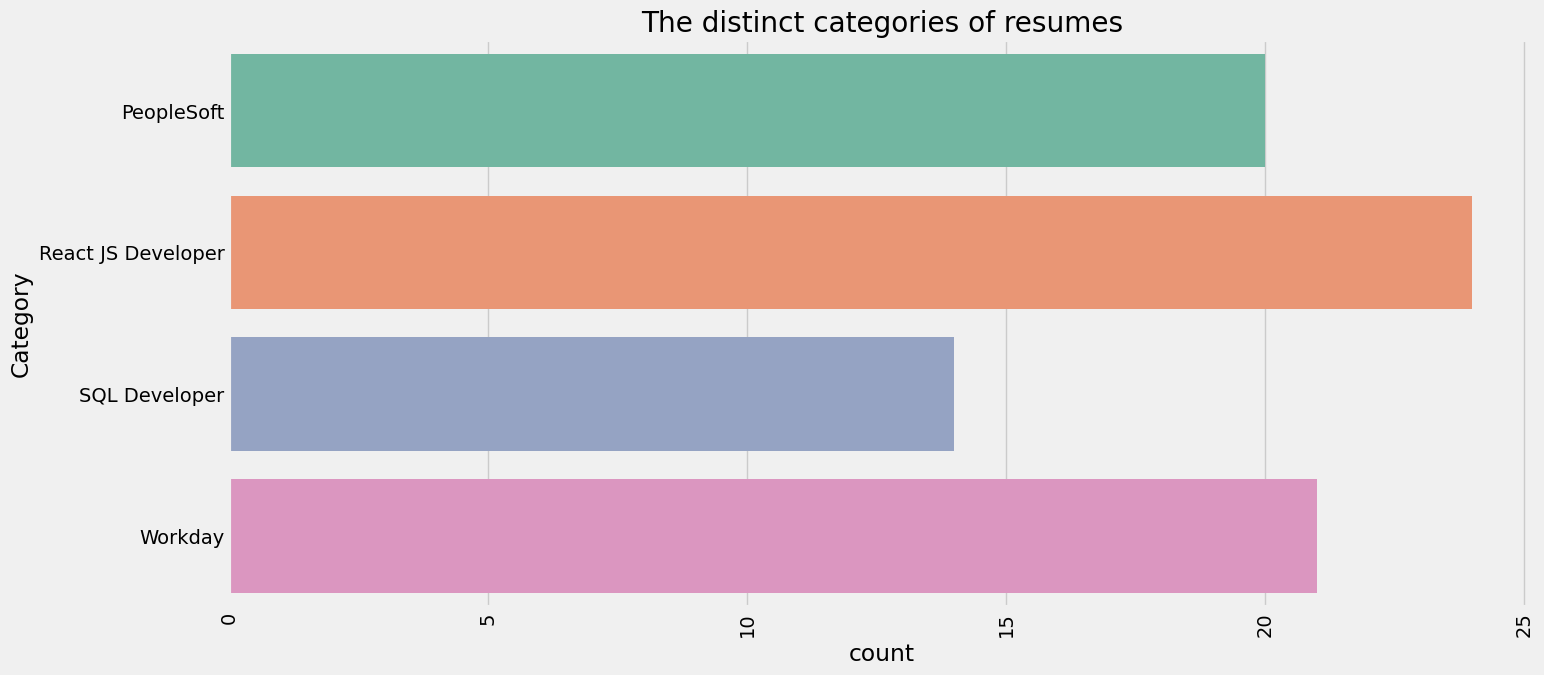 The distinct categories of resumes
Category
PeopleSoft
React JS Developer
SQL Developer
Workday
0
5
10
15
20
25
count